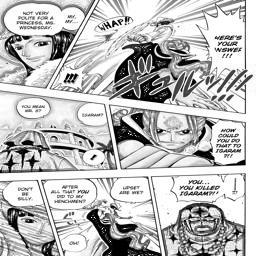 HERE'S
YOUR
ANSWER!!!
WHAP!!
MY,
MY...
NOT VERY
POLITE FOR A
PRINCESS, MS.
WEDNESDAY.
HOW
COULD YOU
DO THAT
TO
IGARAM
?!!
IGARAM?
YOU
MEAN
MR. 8?
YOU...
YOU KILLED
IGARAM?!!
UPSET
ARE WE?
AFTER
ALL THAT YOU
DID TO MY
HENCHMEN?
OH!
DON'T
BE
SILLY.